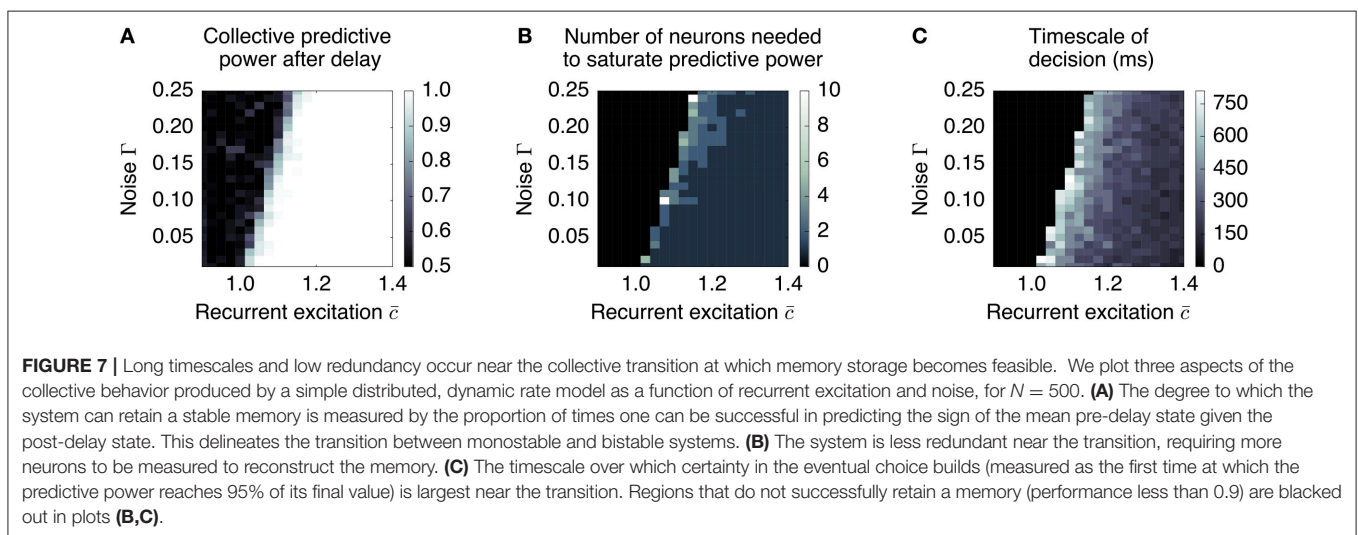 A Collective predictive
power after delay
Noise Γ
0.25
0.20
0.15
0.10
0.05
1.0 1.2 1.4
Recurrent excitation c̄
1.0
0.9
0.8
0.7
0.6
0.5
B Number of neurons needed
to saturate predictive power
Noise Γ
0.25
0.20
0.15
0.10
0.05
1.0 1.2 1.4
Recurrent excitation c̄
10
8
6
4
2
0
C Timescale of
decision (ms)
Noise Γ
0.25
0.20
0.15
0.10
0.05
1.0 1.2 1.4
Recurrent excitation c̄
750
600
450
300
150
0
FIGURE 7 | Long timescales and low redundancy occur near the collective transition at which memory storage becomes feasible. We plot three aspects of the
collective behavior produced by a simple distributed, dynamic rate model as a function of recurrent excitation and noise, for N = 500. (A) The degree to which the
system can retain a stable memory is measured by the proportion of times one can be successful in predicting the sign of the mean pre-delay state given the
post-delay state. This delineates the transition between monostable and bistable systems. (B) The system is less redundant near the transition, requiring more
neurons to be measured to reconstruct the memory. (C) The timescale over which certainty in the eventual choice builds (measured as the first time at which the
predictive power reaches 95% of its final value) is largest near the transition. Regions that do not successfully retain a memory (performance less than 0.9) are blacked
out in plots (B,C).